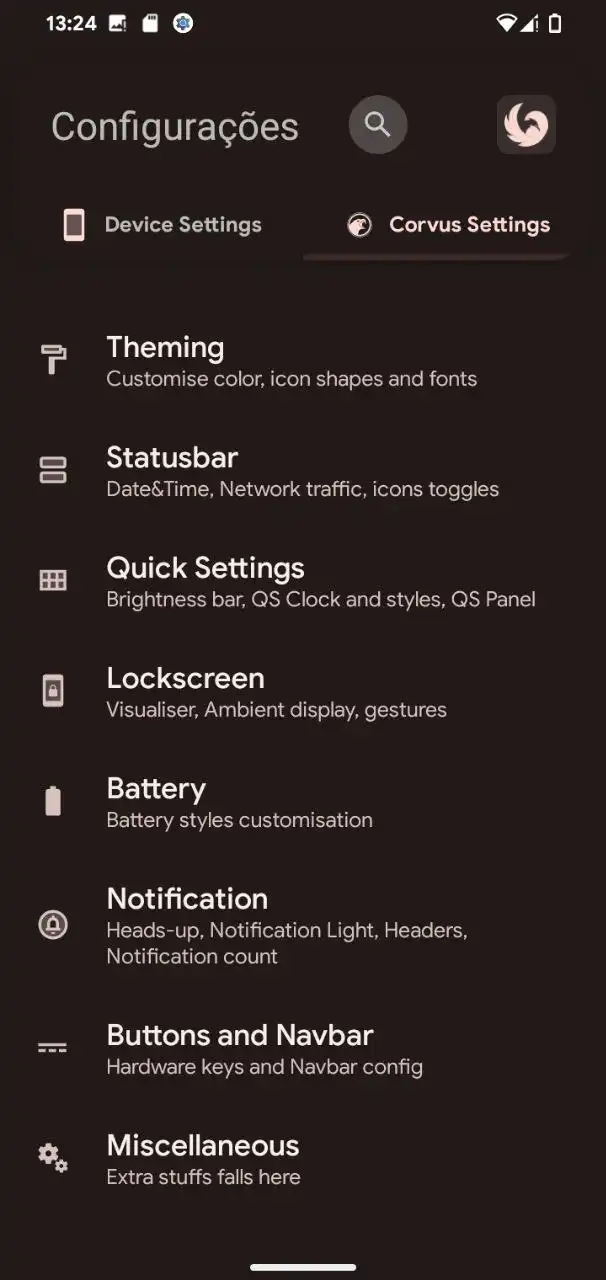 13:24
Configurações
Device Settings
Corvus Settings
Theming
Customise color, icon shapes and fonts
Statusbar
Date&Time, Network traffic, icons toggles
Quick Settings
Brightness bar, QS Clock and styles, QS Panel
Lockscreen
Visualiser, Ambient display, gestures
Battery
Battery styles customisation
Notification
Heads-up, Notification Light, Headers,
Notification count
Buttons and Navbar
Hardware keys and Navbar config
Miscellaneous
Extra stuffs falls here